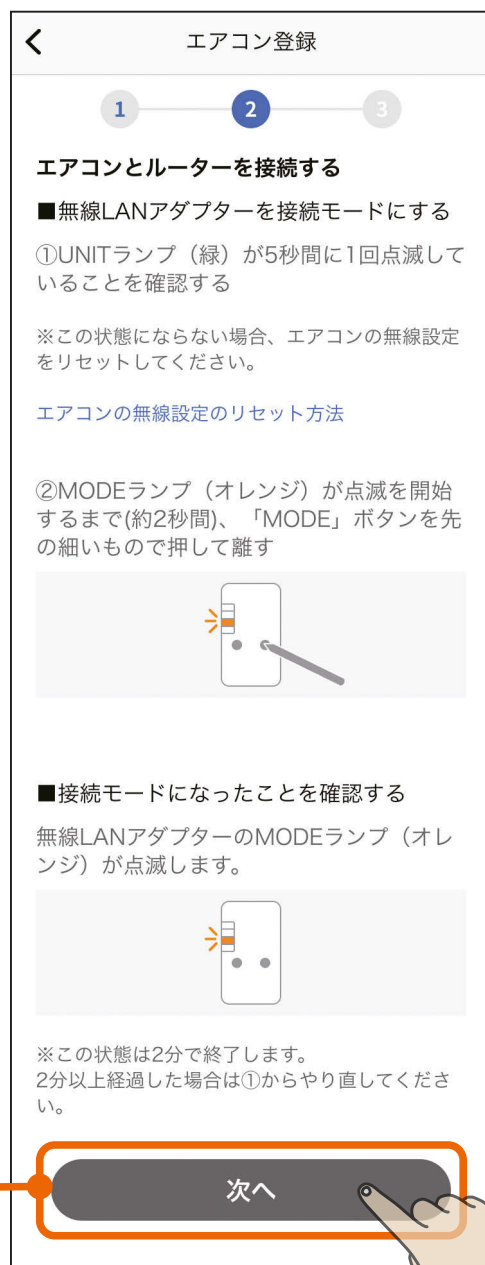 エアコン登録
1 2 3
エアコンとルーターを接続する
■無線LANアダプターを接続モードにする
①UNITランプ（緑）が5秒間に1回点滅して
いることを確認する
※この状態にならない場合、エアコンの無線設定
をリセットしてください。
エアコンの無線設定のリセット方法
②MODEランプ（オレンジ）が点滅を開始
するまで(約2秒間)、「MODE」ボタンを先
の細いもので押して離す
■接続モードになったことを確認する
無線LANアダプターのMODEランプ（オレ
ンジ）が点滅します。
※この状態は2分で終了します。
2分以上経過した場合は①からやり直してくださ
い。
次へ